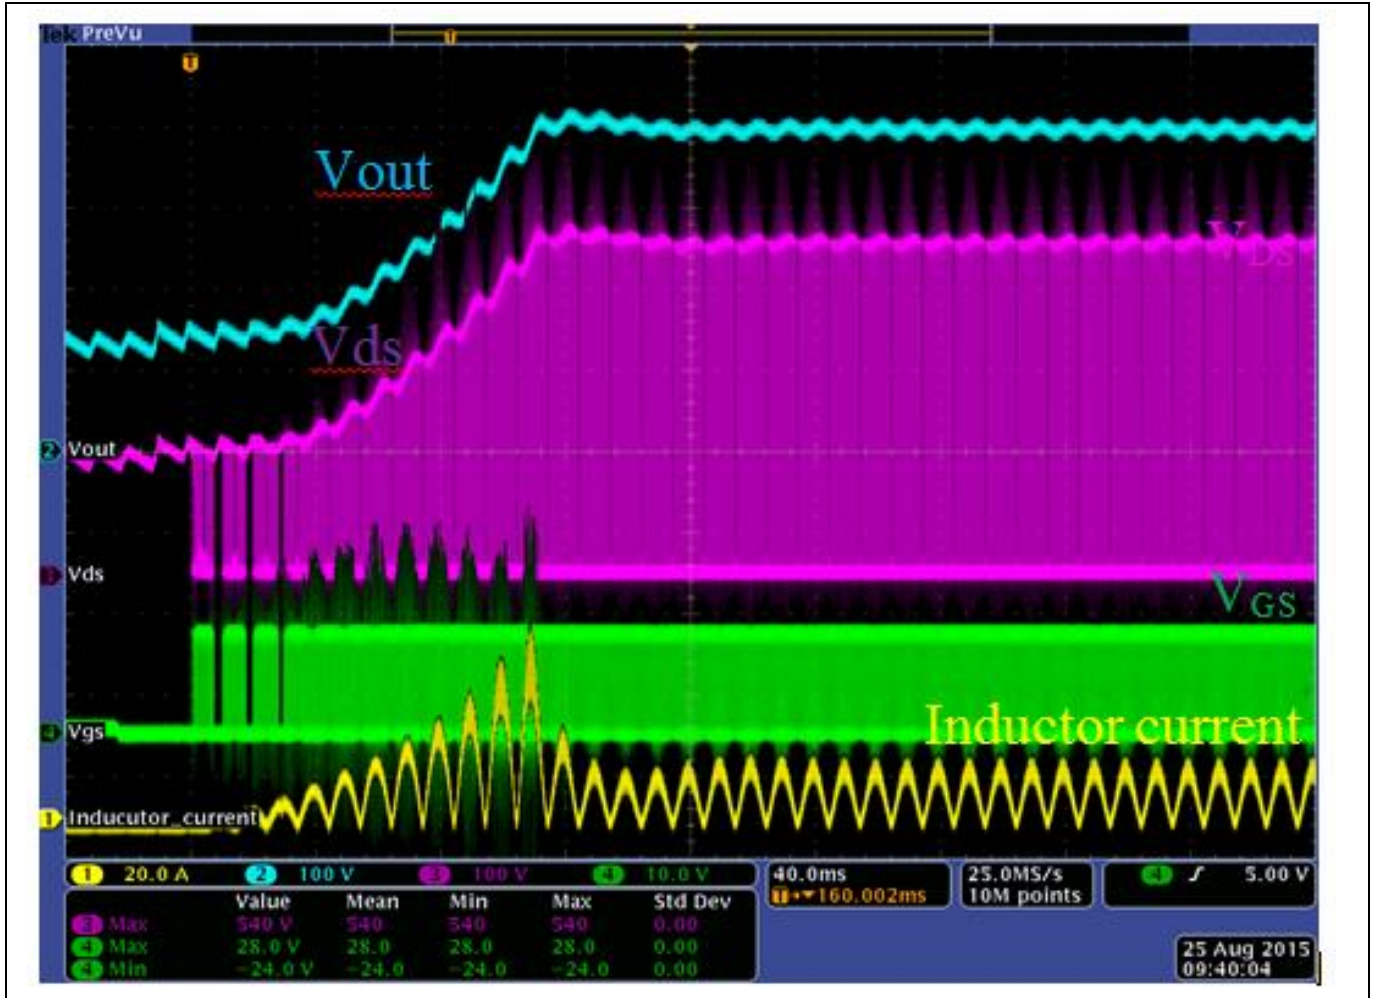 Tek PreVu
T
Vout
Vds
VDS
2 Vout
3 Vds
VGS
4 Vgs
Inductor current
1 Inducutor_current
1 20.0 A 2 100 V 3 100 V 4 10.0 V
40.0ms
T→▼160.002ms
25.0MS/s
10M points
4 5.00 V
Value Mean Min Max Std Dev
3 Max 540 V 540 540 540 0.00
4 Max 28.0 V 28.0 28.0 28.0 0.00
4 Min −24.0 V −24.0 −24.0 −24.0 0.00
25 Aug 2015
09:40:04